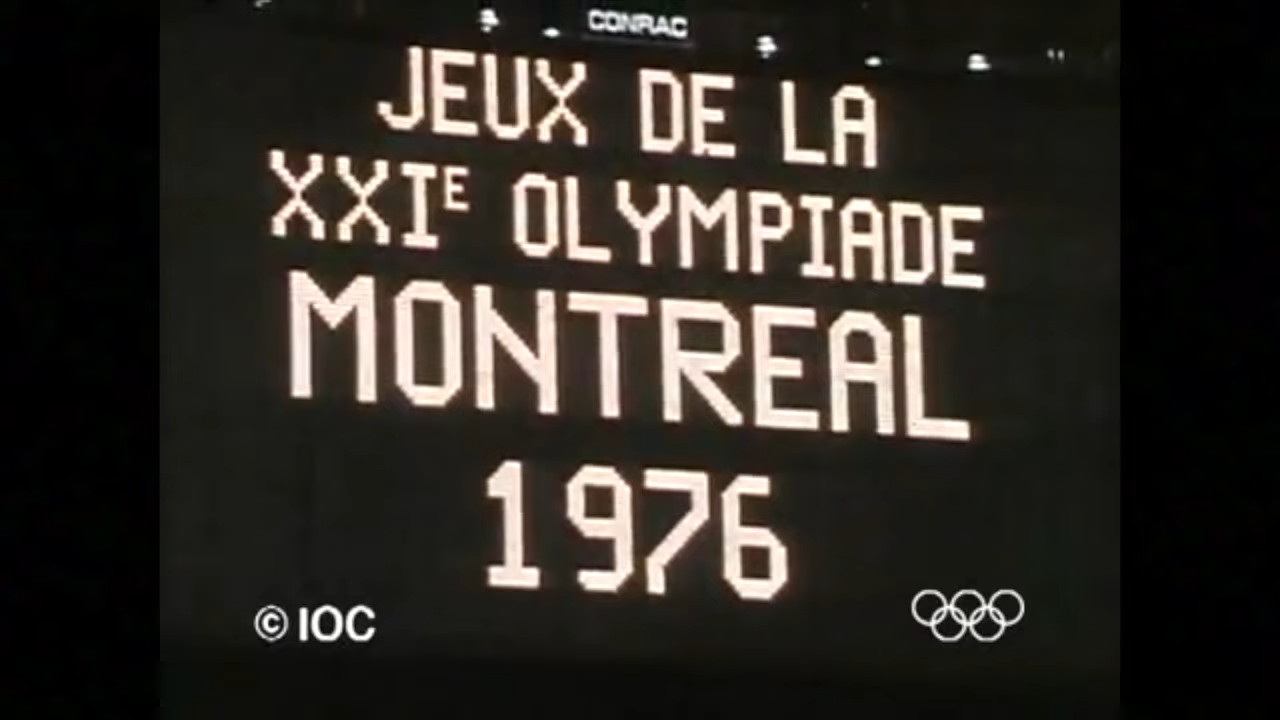 CONRAC
JEUX DE LA
XXIᴱ OLYMPIADE
MONTREAL
1976
© IOC